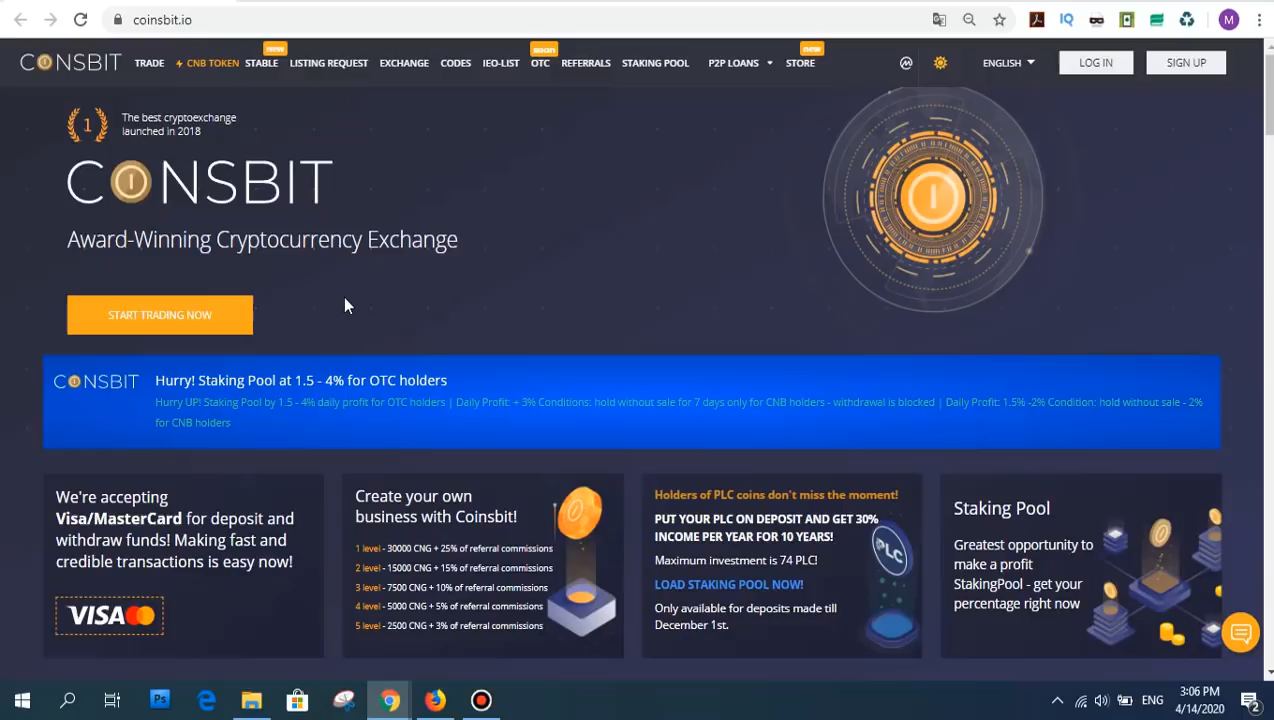 coinsbit.io
M
CONSBIT TRADE CNB TOKEN STABLE new LISTING REQUEST EXCHANGE CODES IEO-LIST OTC soon REFERRALS STAKING POOL P2P LOANS STORE new ENGLISH LOG IN SIGN UP
1
The best cryptoexchange
launched in 2018
CONSBIT
Award-Winning Cryptocurrency Exchange
START TRADING NOW
CONSBIT
Hurry! Staking Pool at 1.5 - 4% for OTC holders
Hurry UP! Staking Pool by 1.5 - 4% daily profit for OTC holders | Daily Profit: + 3% Conditions: hold without sale for 7 days only for CNB holders - withdrawal is blocked | Daily Profit: 1.5% -2% Condition: hold without sale - 2%
for CNB holders
We're accepting
Visa/MasterCard for deposit and
withdraw funds! Making fast and
credible transactions is easy now!
VISA
Create your own
business with Coinsbit!
1 level - 30000 CNG + 25% of referral commissions
2 level - 15000 CNG + 15% of referral commissions
3 level - 7500 CNG + 10% of referral commissions
4 level - 5000 CNG + 5% of referral commissions
5 level - 2500 CNG + 3% of referral commissions
Holders of PLC coins don't miss the moment!
PUT YOUR PLC ON DEPOSIT AND GET 30%
INCOME PER YEAR FOR 10 YEARS!
Maximum investment is 74 PLC!
LOAD STAKING POOL NOW!
Only available for deposits made till
December 1st.
PLC
Staking Pool
Greatest opportunity to
make a profit
StakingPool - get your
percentage right now
Ps
ENG
3:06 PM
4/14/2020
2